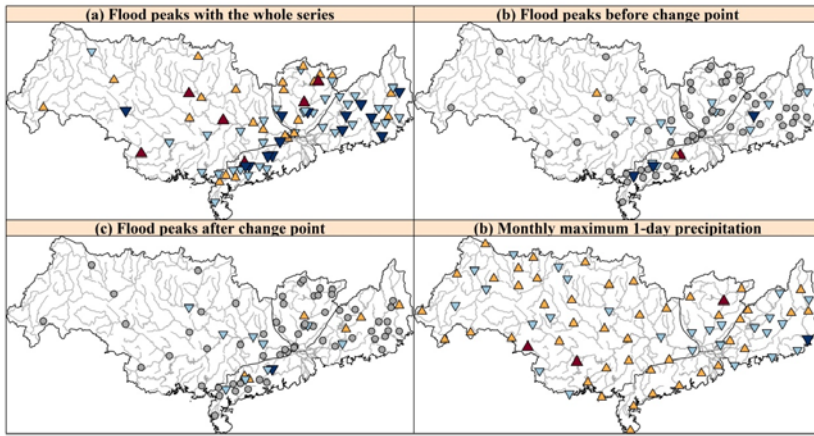 (a) Flood peaks with the whole series
(b) Flood peaks before change point
(c) Flood peaks after change point
(b) Monthly maximum 1-day precipitation